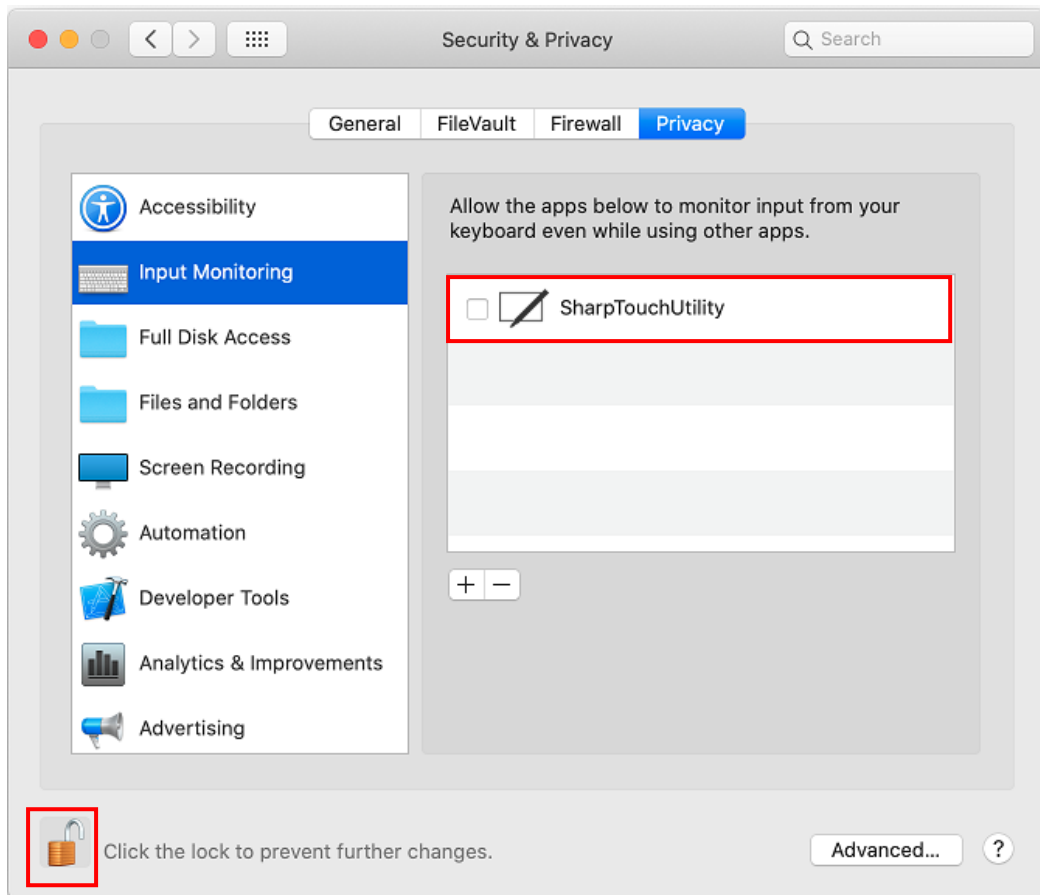 Security & Privacy
Search
General
FileVault
Firewall
Privacy
Accessibility
Input Monitoring
Full Disk Access
Files and Folders
Screen Recording
Automation
Developer Tools
Analytics & Improvements
Advertising
Allow the apps below to monitor input from your
keyboard even while using other apps.
SharpTouchUtility
+ −
Click the lock to prevent further changes.
Advanced...
?